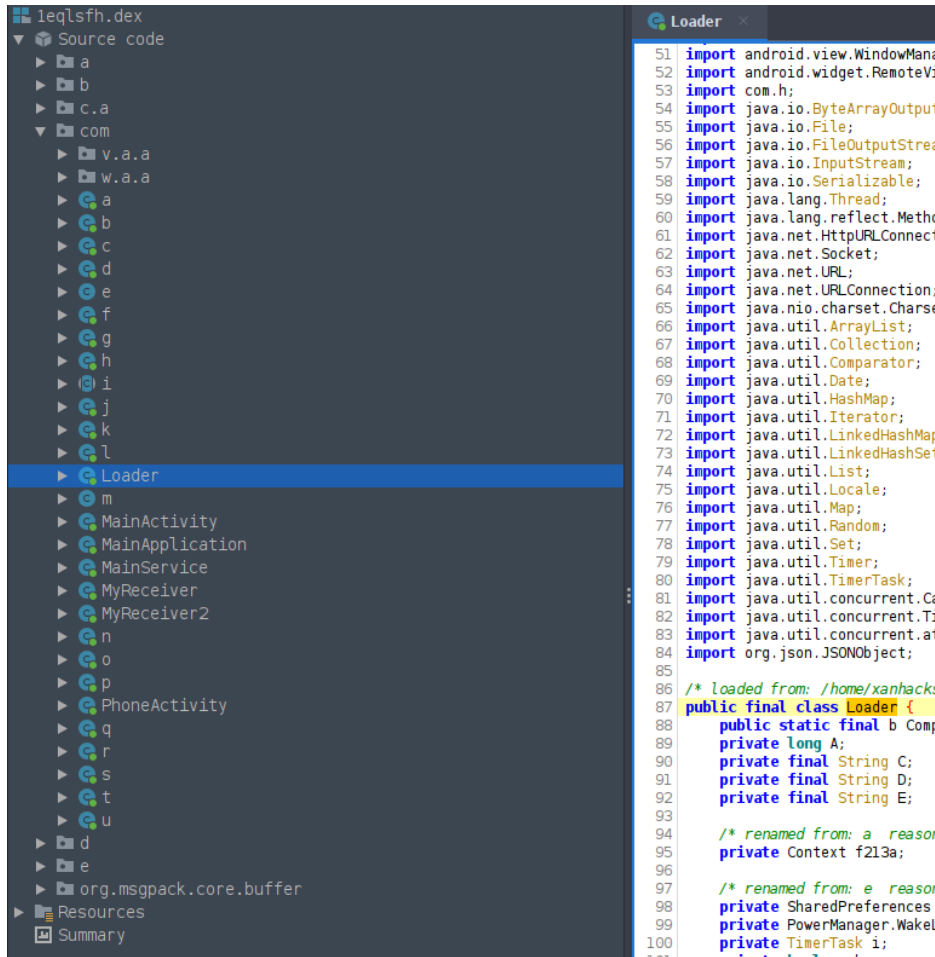 1eqlsfh.dex
Source code
a
b
c.a
com
v.a.a
w.a.a
a
b
c
d
e
f
g
h
i
j
k
l
Loader
m
MainActivity
MainApplication
MainService
MyReceiver
MyReceiver2
n
o
p
PhoneActivity
q
r
s
t
u
d
e
org.msgpack.core.buffer
Resources
Summary
Loader ×
51 import android.view.WindowMana
52 import android.widget.RemoteVi
53 import com.h;
54 import java.io.ByteArrayOutput
55 import java.io.File;
56 import java.io.FileOutputStrea
57 import java.io.InputStream;
58 import java.io.Serializable;
59 import java.lang.Thread;
60 import java.lang.reflect.Metho
61 import java.net.HttpURLConnect
62 import java.net.Socket;
63 import java.net.URL;
64 import java.net.URLConnection;
65 import java.nio.charset.Charse
66 import java.util.ArrayList;
67 import java.util.Collection;
68 import java.util.Comparator;
69 import java.util.Date;
70 import java.util.HashMap;
71 import java.util.Iterator;
72 import java.util.LinkedHashMap
73 import java.util.LinkedHashSet
74 import java.util.List;
75 import java.util.Locale;
76 import java.util.Map;
77 import java.util.Random;
78 import java.util.Set;
79 import java.util.Timer;
80 import java.util.TimerTask;
81 import java.util.concurrent.Ca
82 import java.util.concurrent.Ti
83 import java.util.concurrent.at
84 import org.json.JSONObject;
85
86 /* loaded from: /home/xanhacks
87 public final class Loader {
88 public static final b Comp
89 private long A;
90 private final String C;
91 private final String D;
92 private final String E;
93
94 /* renamed from: a reason
95 private Context f213a;
96
97 /* renamed from: e reason
98 private SharedPreferences
99 private PowerManager.WakeL
100 private TimerTask i;